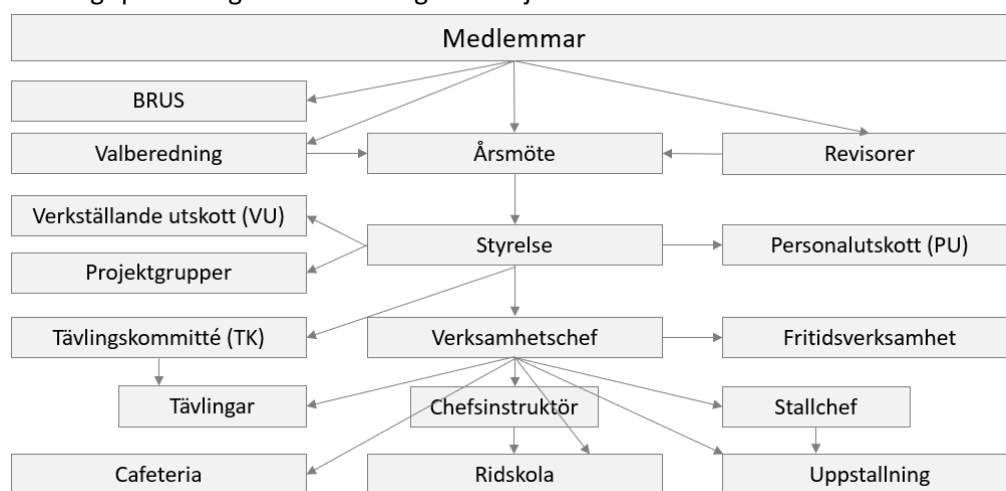 Medlemmar
BRUS
Valberedning
Årsmöte
Revisorer
Verkställande utskott (VU)
Styrelse
Personalutskott (PU)
Projektgrupper
Tävlingskommitté (TK)
Verksamhetschef
Fritidsverksamhet
Tävlingar
Chefsinstruktör
Stallchef
Cafeteria
Ridskola
Uppstallning